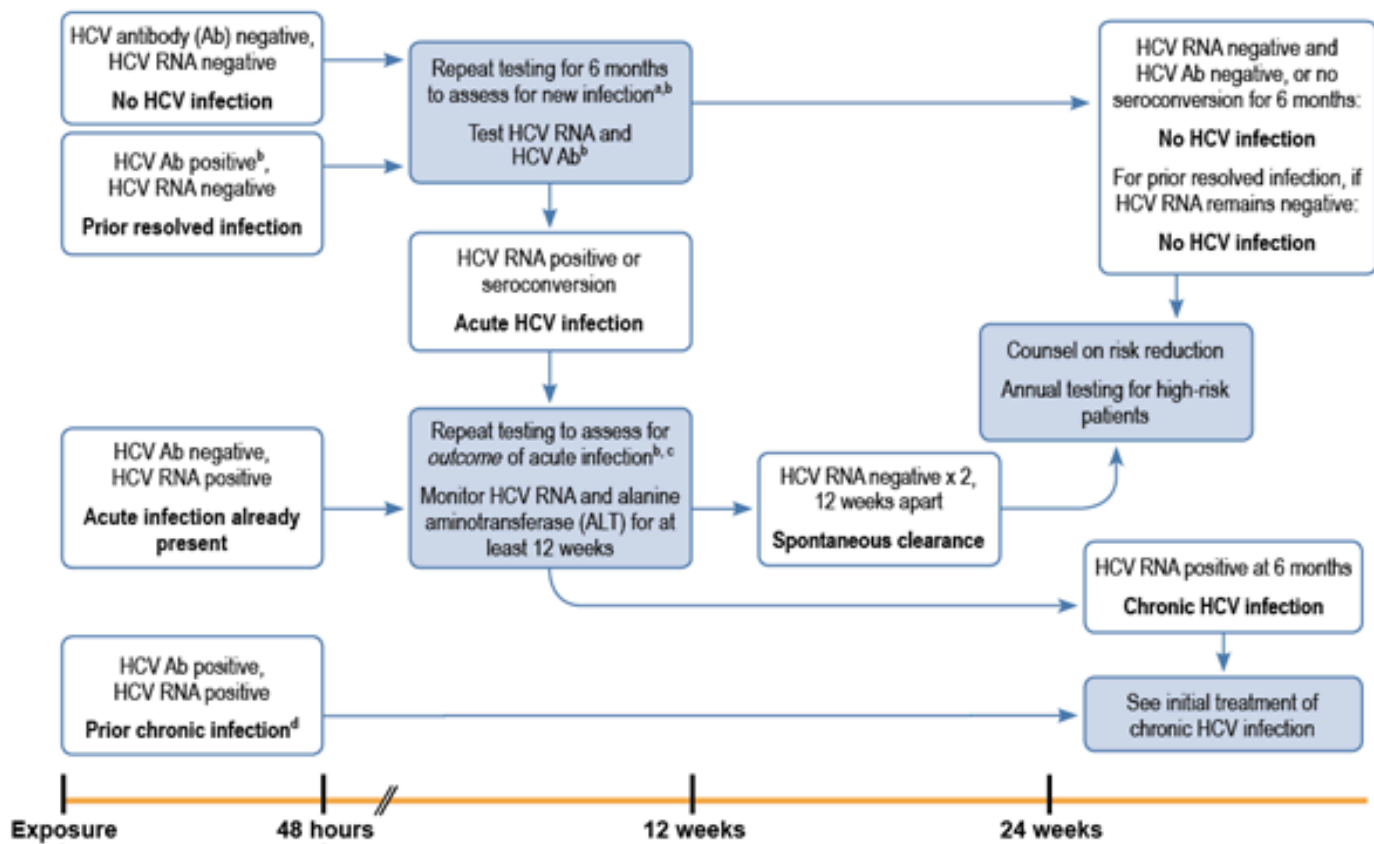 HCV antibody (Ab) negative,
HCV RNA negative
No HCV infection
HCV Ab positive^b,
HCV RNA negative
Prior resolved infection
Repeat testing for 6 months
to assess for new infection^a,b
Test HCV RNA and
HCV Ab^b
HCV RNA negative and
HCV Ab negative, or no
seroconversion for 6 months:
No HCV infection
For prior resolved infection, if
HCV RNA remains negative:
No HCV infection
HCV RNA positive or
seroconversion
Acute HCV infection
Counsel on risk reduction
Annual testing for high-risk
patients
HCV Ab negative,
HCV RNA positive
Acute infection already
present
Repeat testing to assess for
outcome of acute infection^b, c
Monitor HCV RNA and alanine
aminotransferase (ALT) for at
least 12 weeks
HCV RNA negative x 2,
12 weeks apart
Spontaneous clearance
HCV RNA positive at 6 months
Chronic HCV infection
HCV Ab positive,
HCV RNA positive
Prior chronic infection^d
See initial treatment of
chronic HCV infection
Exposure
48 hours
12 weeks
24 weeks